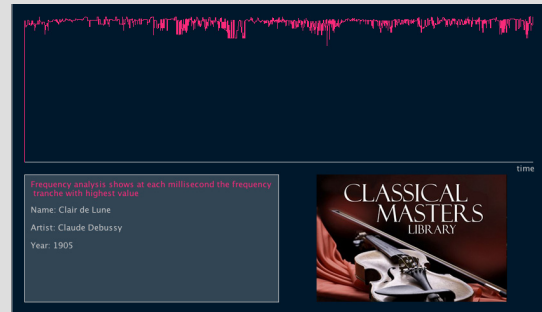 time
Frequency analysis shows at each millisecond the frequency
tranche with highest value
Name: Clair de Lune
Artist: Claude Debussy
Year: 1905
CLASSICAL
MASTERS
LIBRARY